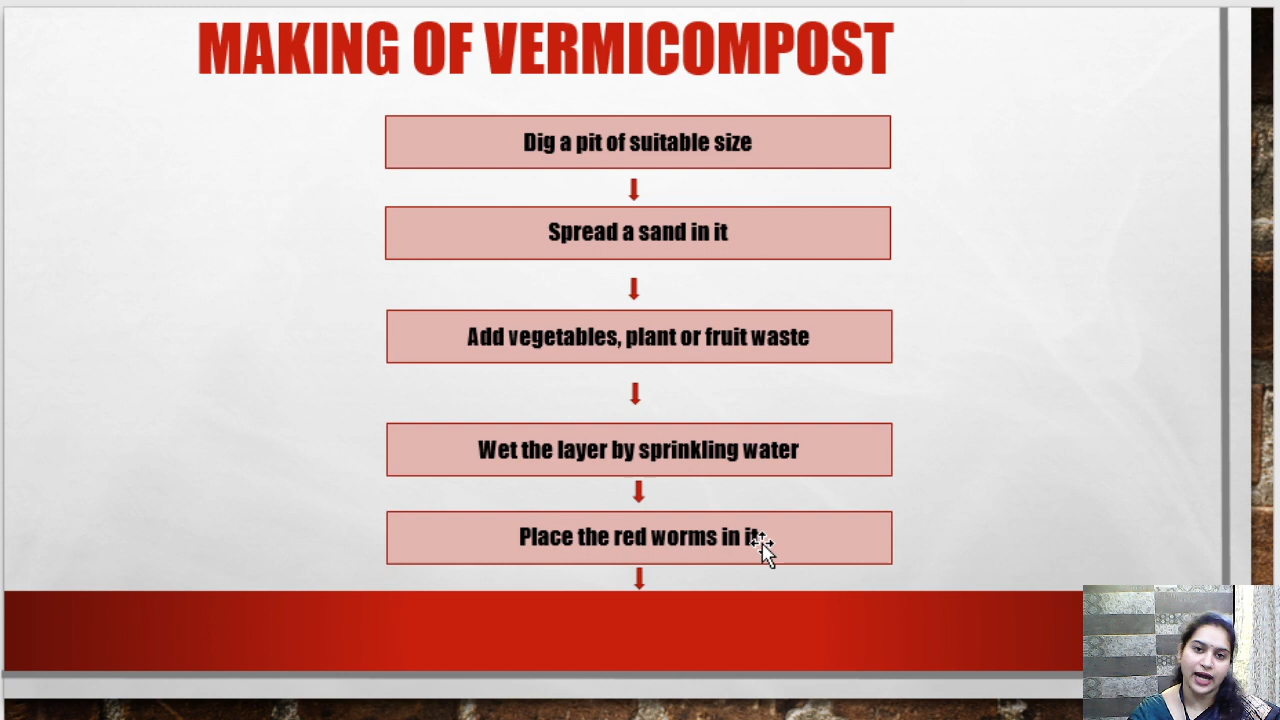 MAKING OF VERMICOMPOST
Dig a pit of suitable size
Spread a sand in it
Add vegetables, plant or fruit waste
Wet the layer by sprinkling water
Place the red worms in it